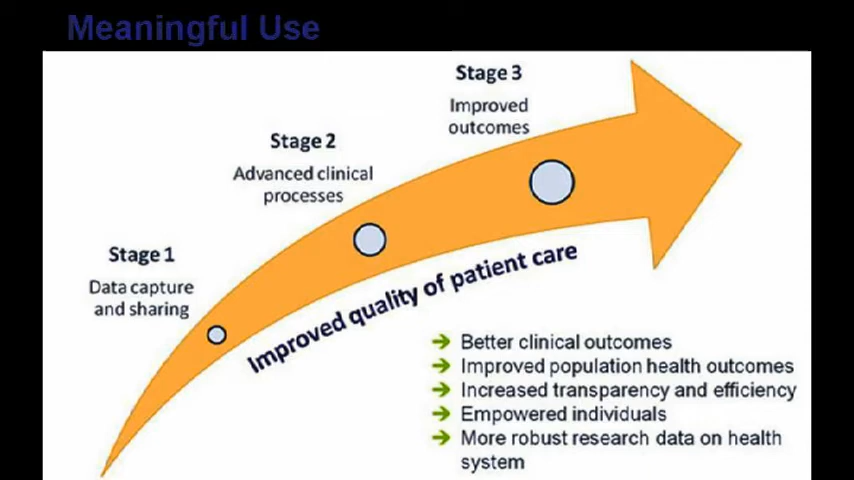 Meaningful Use
Stage 3
Improved
outcomes
Stage 2
Advanced clinical
processes
Stage 1
Data capture
and sharing
Improved quality of patient care
Better clinical outcomes
Improved population health outcomes
Increased transparency and efficiency
Empowered individuals
More robust research data on health
system